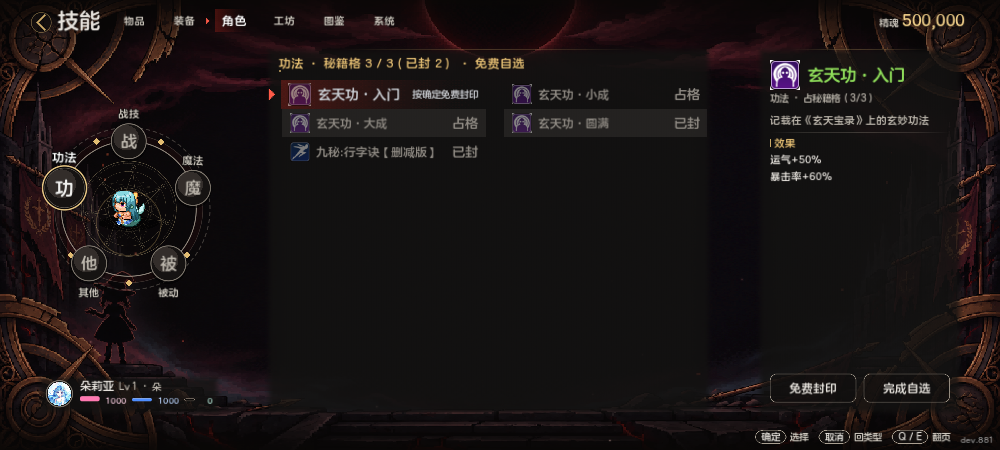 技能 物品 装备 角色 工坊 图鉴 系统 精魂 500,000
功法 · 秘籍格 3 / 3 ( 已封 2 ) · 免费自选
玄天功 · 入门 按确定免费封印
玄天功 · 小成 占格
玄天功 · 大成 占格
玄天功 · 圆满 已封
九秘:行字诀【删减版】 已封
战技
战
功法
功
魔法
魔
他
其他
被
被动
玄天功 · 入门
功法 · 占秘籍格 (3/3)
记载在《玄天宝录》上的玄妙功法
效果
运气+50%
暴击率+60%
免费封印 完成自选
朵莉亚 Lv1 · 朵
1000 1000 0
确定 选择 取消 回类型 Q / E 翻页 dev.881